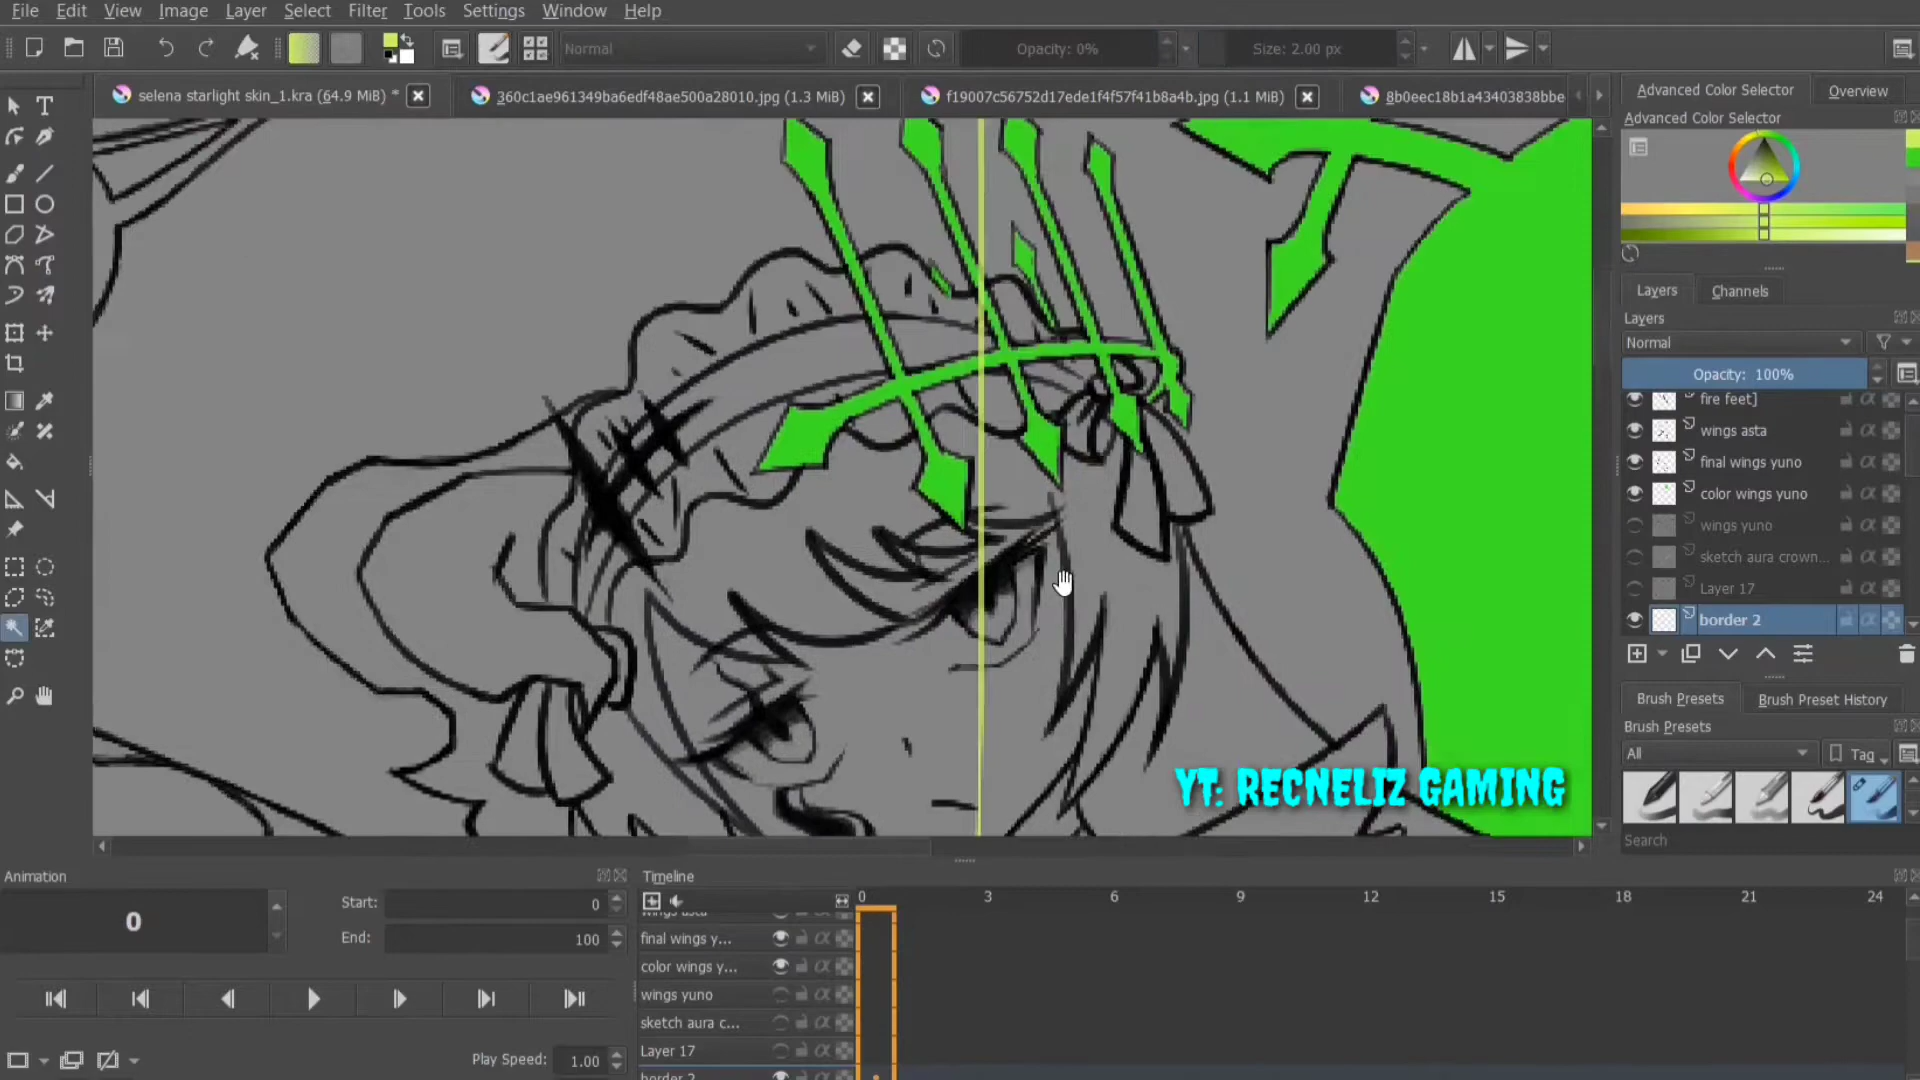 File Edit View Image Layer Select Filter Tools Settings Window Help
Normal Opacity: 0% Size: 2.00 px
selena starlight skin_1.kra (64.9 MiB) *
360c1ae961349ba6edf48ae500a28010.jpg (1.3 MiB)
f19007c56752d17ede1f4f57f41b8a4b.jpg (1.1 MiB)
8b0eec18b1a43403838bbe
Advanced Color Selector Overview
Advanced Color Selector
Layers Channels
Layers
Normal
Opacity: 100%
fire feet]
wings asta
final wings yuno
color wings yuno
wings yuno
sketch aura crown...
Layer 17
border 2
Brush Presets Brush Preset History
Brush Presets
All Tag
Search
YT: RECNELIZ GAMING
Animation
0
Start: 0
End: 100
Play Speed: 1.00
Timeline
0 3 6 9 12 15 18 21 24
wings asta
final wings y...
color wings y...
wings yuno
sketch aura c...
Layer 17
border 2